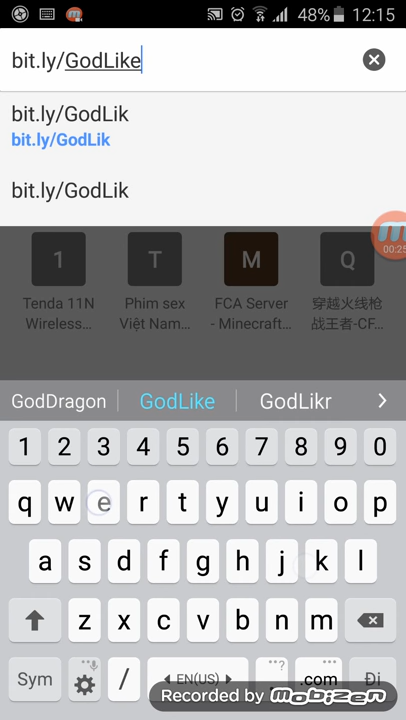 48% 12:15
bit.ly/GodLike
bit.ly/GodLik
bit.ly/GodLik
bit.ly/GodLik
00:25
1 T M Q
Tenda 11N Phim sex FCA Server 穿越火线枪
Wireless... Việt Nam... - Minecraft... 战王者-CF...
GodDragon GodLike GodLikr
1 2 3 4 5 6 7 8 9 0
q w e r t y u i o p
a s d f g h j k l
z x c v b n m
Sym / EN(US) ...? .com Đi
Recorded by mobizen